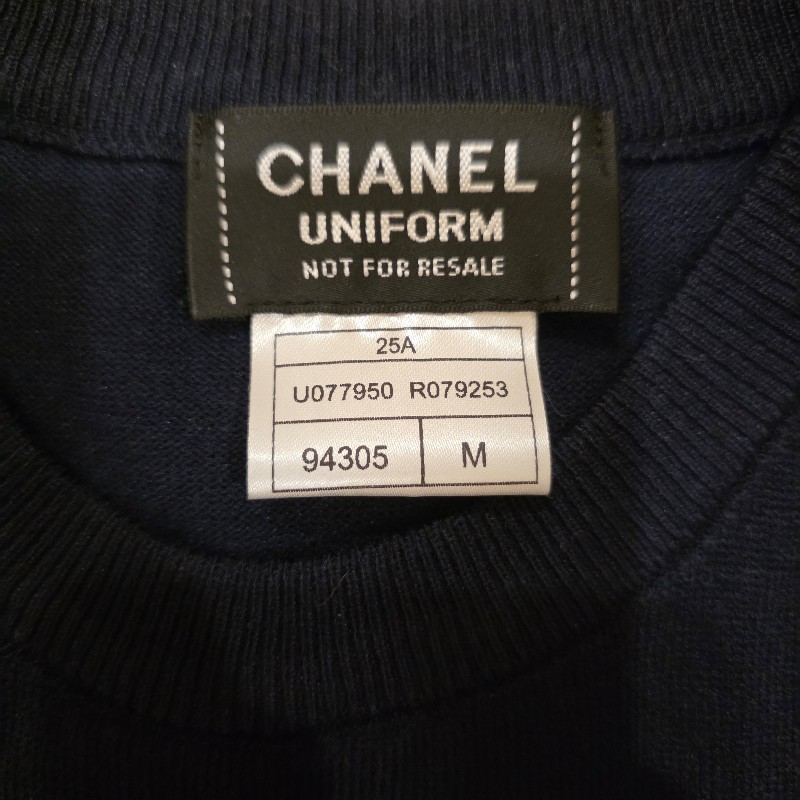 CHANEL
UNIFORM
NOT FOR RESALE
25A
U077950 R079253
94305 M